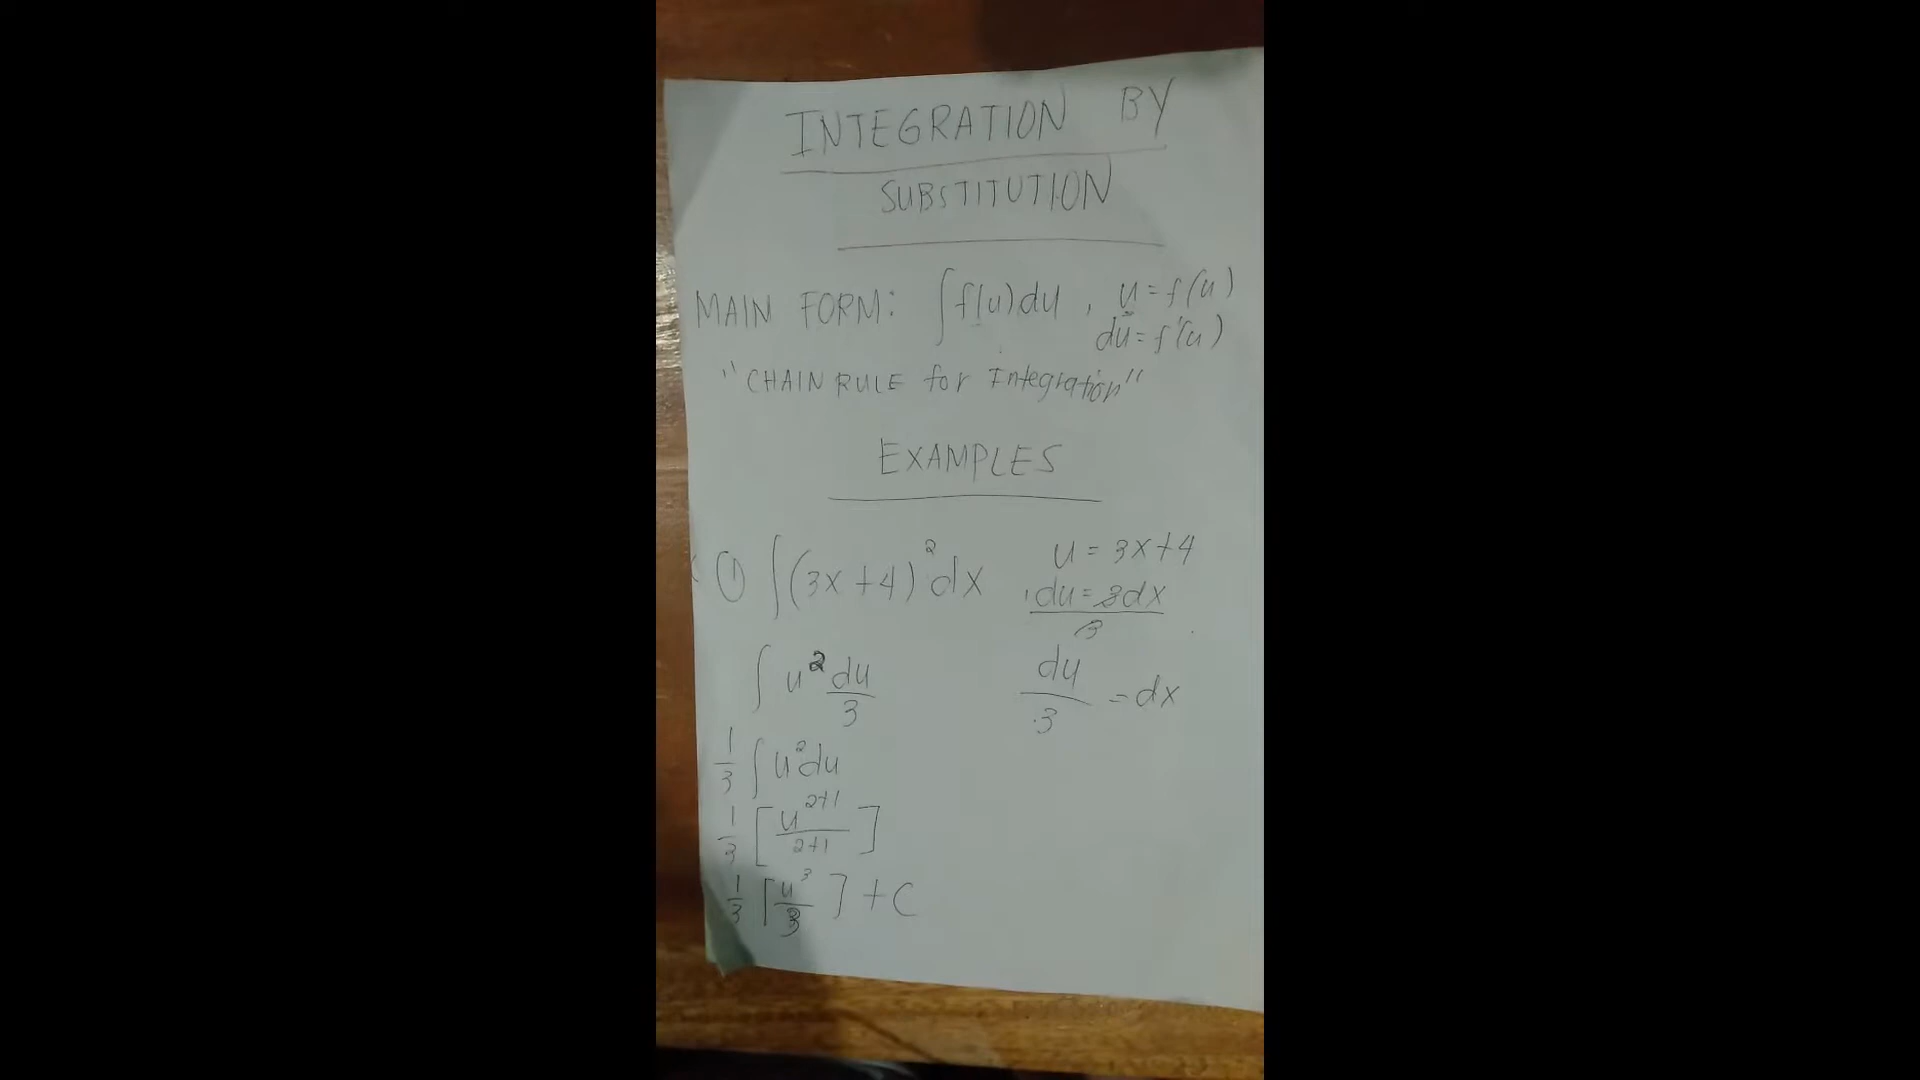 INTEGRATION BY
SUBSTITUTION
MAIN FORM: ∫f(u)du, u=f(u)
du=f'(u)
"CHAIN RULE for Integration"
EXAMPLES
① ∫(3x+4)²dx
u=3x+4
du=3dx
3
∫u² du/3
du/3 = dx
1/3 ∫u²du
1/3 [u^(2+1)/(2+1)]
1/3 [u³/3] + C